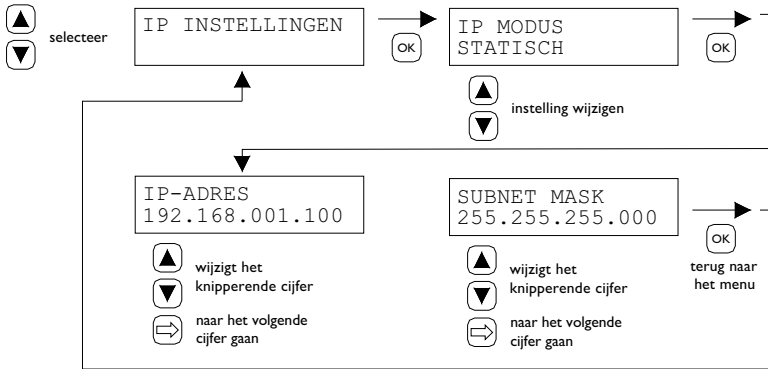 selecteer
IP INSTELLINGEN
OK
IP MODUS
STATISCH
OK
instelling wijzigen
IP-ADRES
192.168.001.100
wijzigt het
knipperende cijfer
naar het volgende
cijfer gaan
SUBNET MASK
255.255.255.000
wijzigt het
knipperende cijfer
naar het volgende
cijfer gaan
OK
terug naar
het menu